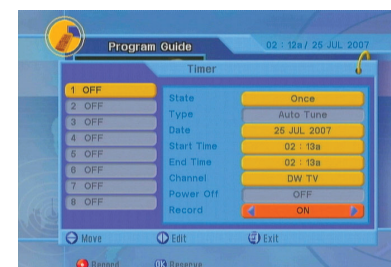 Program Guide
02 : 12a / 25 JUL 2007
Timer
1 OFF
2 OFF
3 OFF
4 OFF
5 OFF
6 OFF
7 OFF
8 OFF
State Once
Type Auto Tune
Date 25 JUL 2007
Start Time 02 : 13a
End Time 02 : 13a
Channel DW TV
Power Off OFF
Record ON
Move Edit Exit
Record OK Reserve